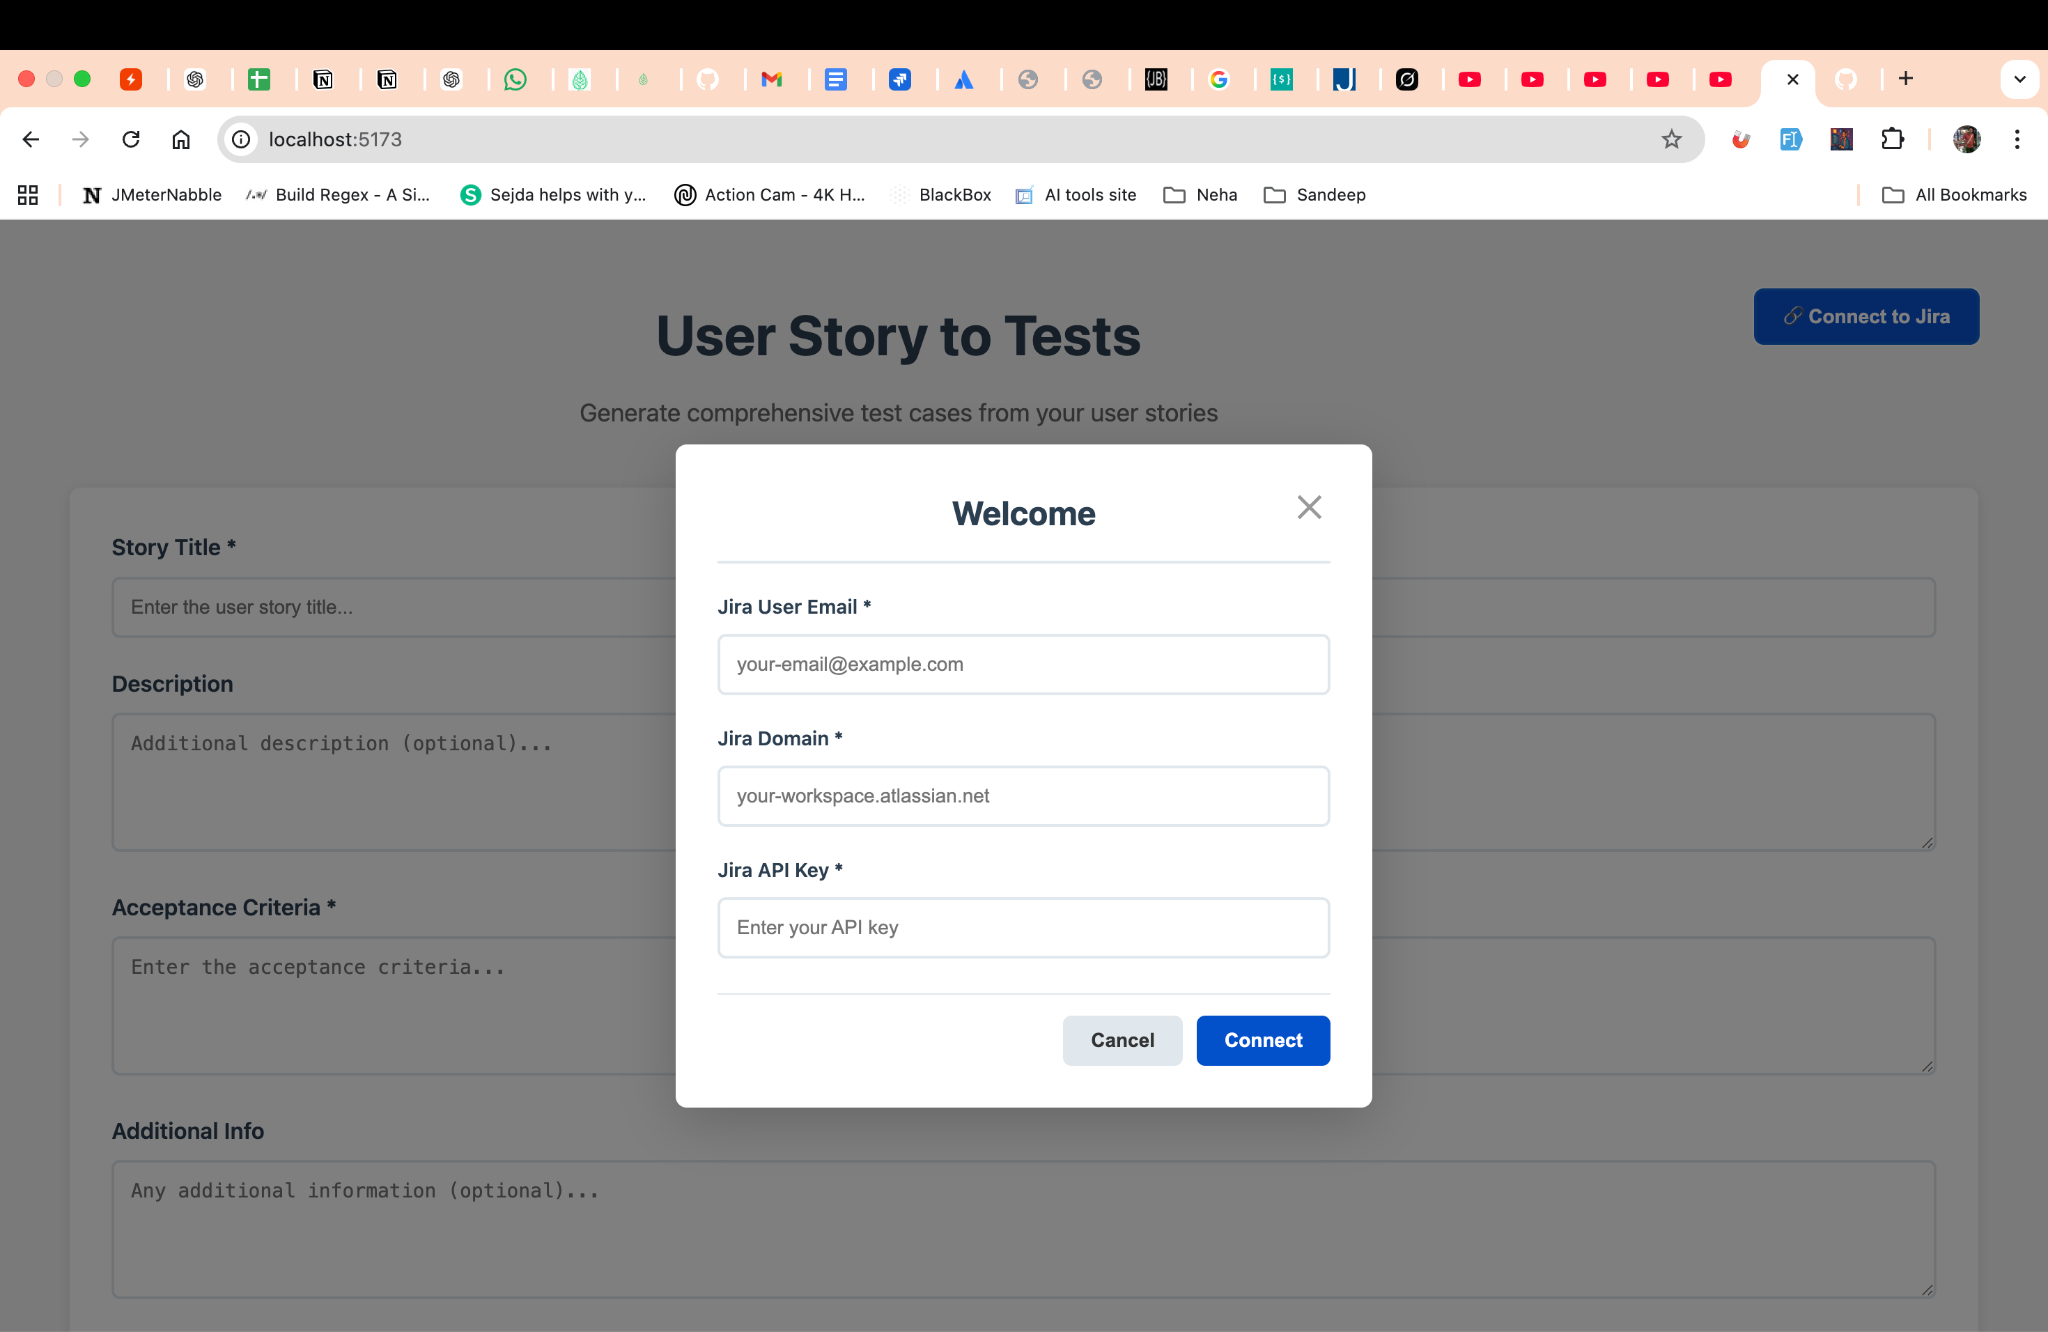 localhost:5173
JMeterNabble
Build Regex - A Si...
Sejda helps with y...
Action Cam - 4K H...
BlackBox
AI tools site
Neha
Sandeep
All Bookmarks
User Story to Tests
Connect to Jira
Generate comprehensive test cases from your user stories
Welcome
Story Title *
Enter the user story title...
Jira User Email *
your-email@example.com
Description
Additional description (optional)...
Jira Domain *
your-workspace.atlassian.net
Jira API Key *
Enter your API key
Acceptance Criteria *
Enter the acceptance criteria...
Cancel
Connect
Additional Info
Any additional information (optional)...